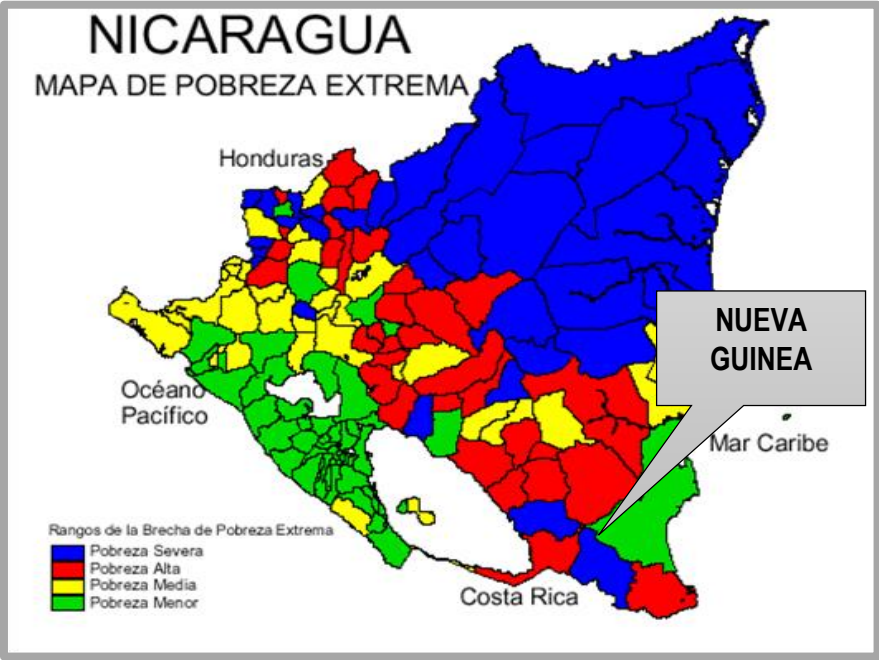 NICARAGUA
MAPA DE POBREZA EXTREMA
Honduras
NUEVA
GUINEA
Océano
Pacífico
Mar Caribe
Rangos de la Brecha de Pobreza Extrema
Pobreza Severa
Pobreza Alta
Pobreza Media
Pobreza Menor
Costa Rica